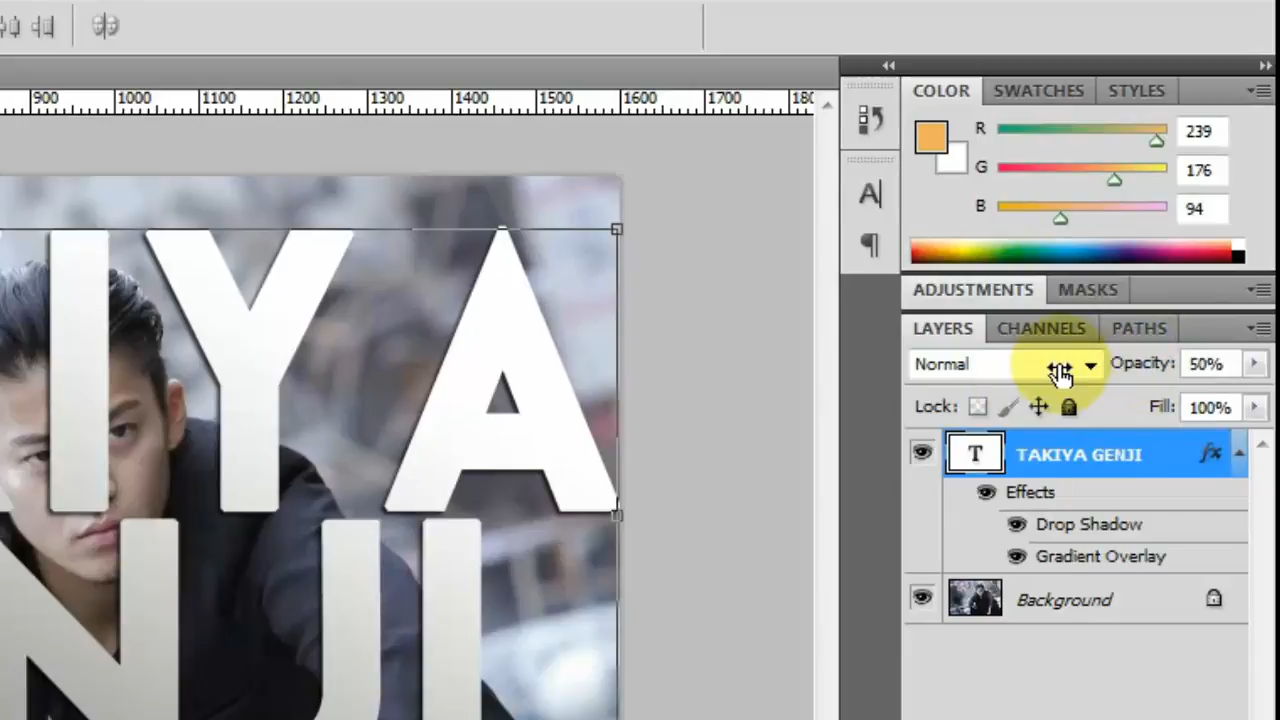 900 1000 1100 1200 1300 1400 1500 1600 1700
COLOR SWATCHES STYLES
R 239
G 176
B 94
A
IYA
ADJUSTMENTS MASKS
LAYERS CHANNELS PATHS
Normal Opacity: 50%
Lock: Fill: 100%
T TAKIYA GENJI fx
Effects
Drop Shadow
Gradient Overlay
NJI
Background